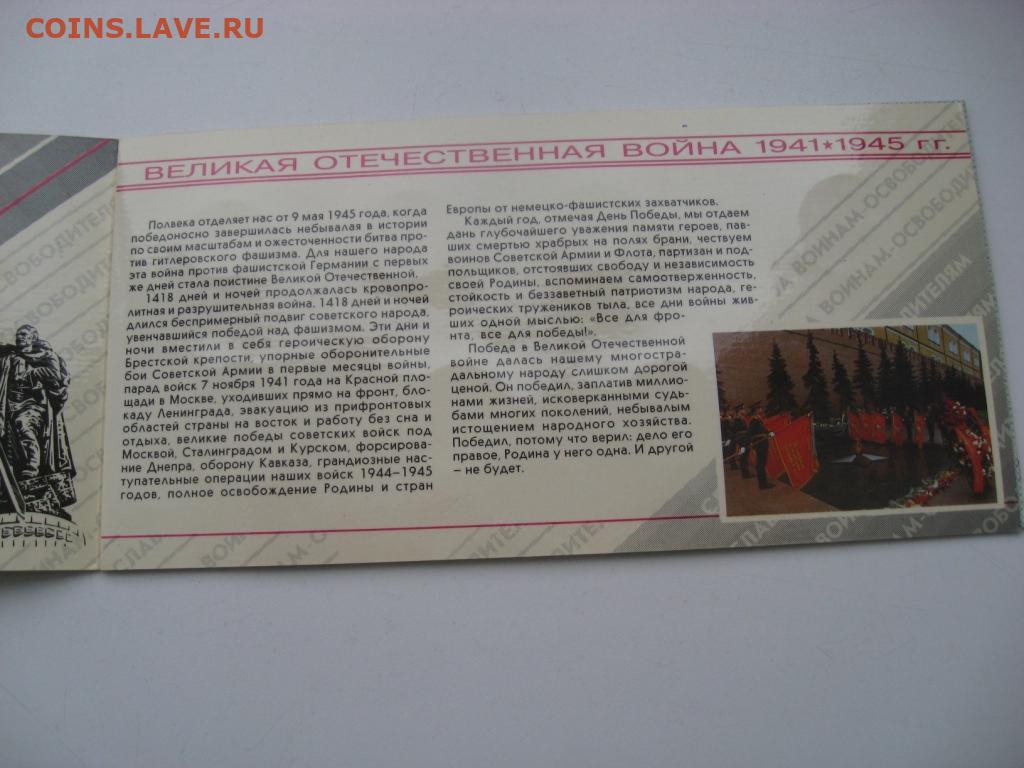 COINS.LAVE.RU
ВЕЛИКАЯ ОТЕЧЕСТВЕННАЯ ВОЙНА 1941★1945 ГГ.
Полвека отделяет нас от 9 мая 1945 года, когда
победоносно завершилась небывалая в истории
по своим масштабам и ожесточенности битва про-
тив гитлеровского фашизма. Для нашего народа
эта война против фашистской Германии с первых
же дней стала поистине Великой Отечественной.
1418 дней и ночей продолжалась кровопро-
литная и разрушительная война. 1418 дней и ночей
длился беспримерный подвиг советского народа,
увенчавшийся победой над фашизмом. Эти дни и
ночи вместили в себя героическую оборону
Брестской крепости, упорные оборонительные
бои Советской Армии в первые месяцы войны,
парад войск 7 ноября 1941 года на Красной пло-
щади в Москве, уходивших прямо на фронт, бло-
каду Ленинграда, эвакуацию из прифронтовых
областей страны на восток и работу без сна и
отдыха, великие победы советских войск под
Москвой, Сталинградом и Курском, форсирова-
ние Днепра, оборону Кавказа, грандиозные нас-
тупательные операции наших войск 1944–1945
годов, полное освобождение Родины и стран
Европы от немецко-фашистских захватчиков.
Каждый год, отмечая День Победы, мы отдаем
дань глубочайшего уважения памяти героев, пав-
ших смертью храбрых на полях брани, чествуем
воинов Советской Армии и Флота, партизан и под-
польщиков, отстоявших свободу и независимость
своей Родины, вспоминаем самоотверженность,
стойкость и беззаветный патриотизм народа, ге-
роических тружеников тыла, все дни войны жив-
ших одной мыслью: «Все для фро-
нта, все для победы!».
Победа в Великой Отечественной
войне далась нашему многостра-
дальному народу слишком дорогой
ценой. Он победил, заплатив миллио-
нами жизней, исковерканными судь-
бами многих поколений, небывалым
истощением народного хозяйства.
Победил, потому что верил: дело его
правое, Родина у него одна. И другой
– не будет.